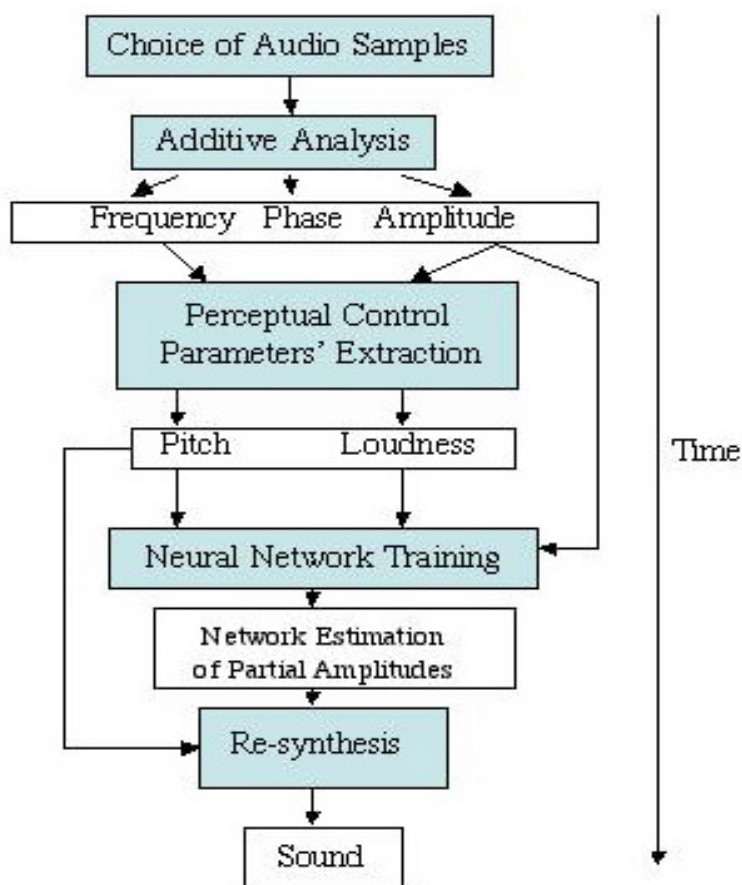 Choice of Audio Samples
Additive Analysis
Frequency Phase Amplitude
Perceptual Control
Parameters' Extraction
Pitch Loudness
Time
Neural Network Training
Network Estimation
of Partial Amplitudes
Re-synthesis
Sound